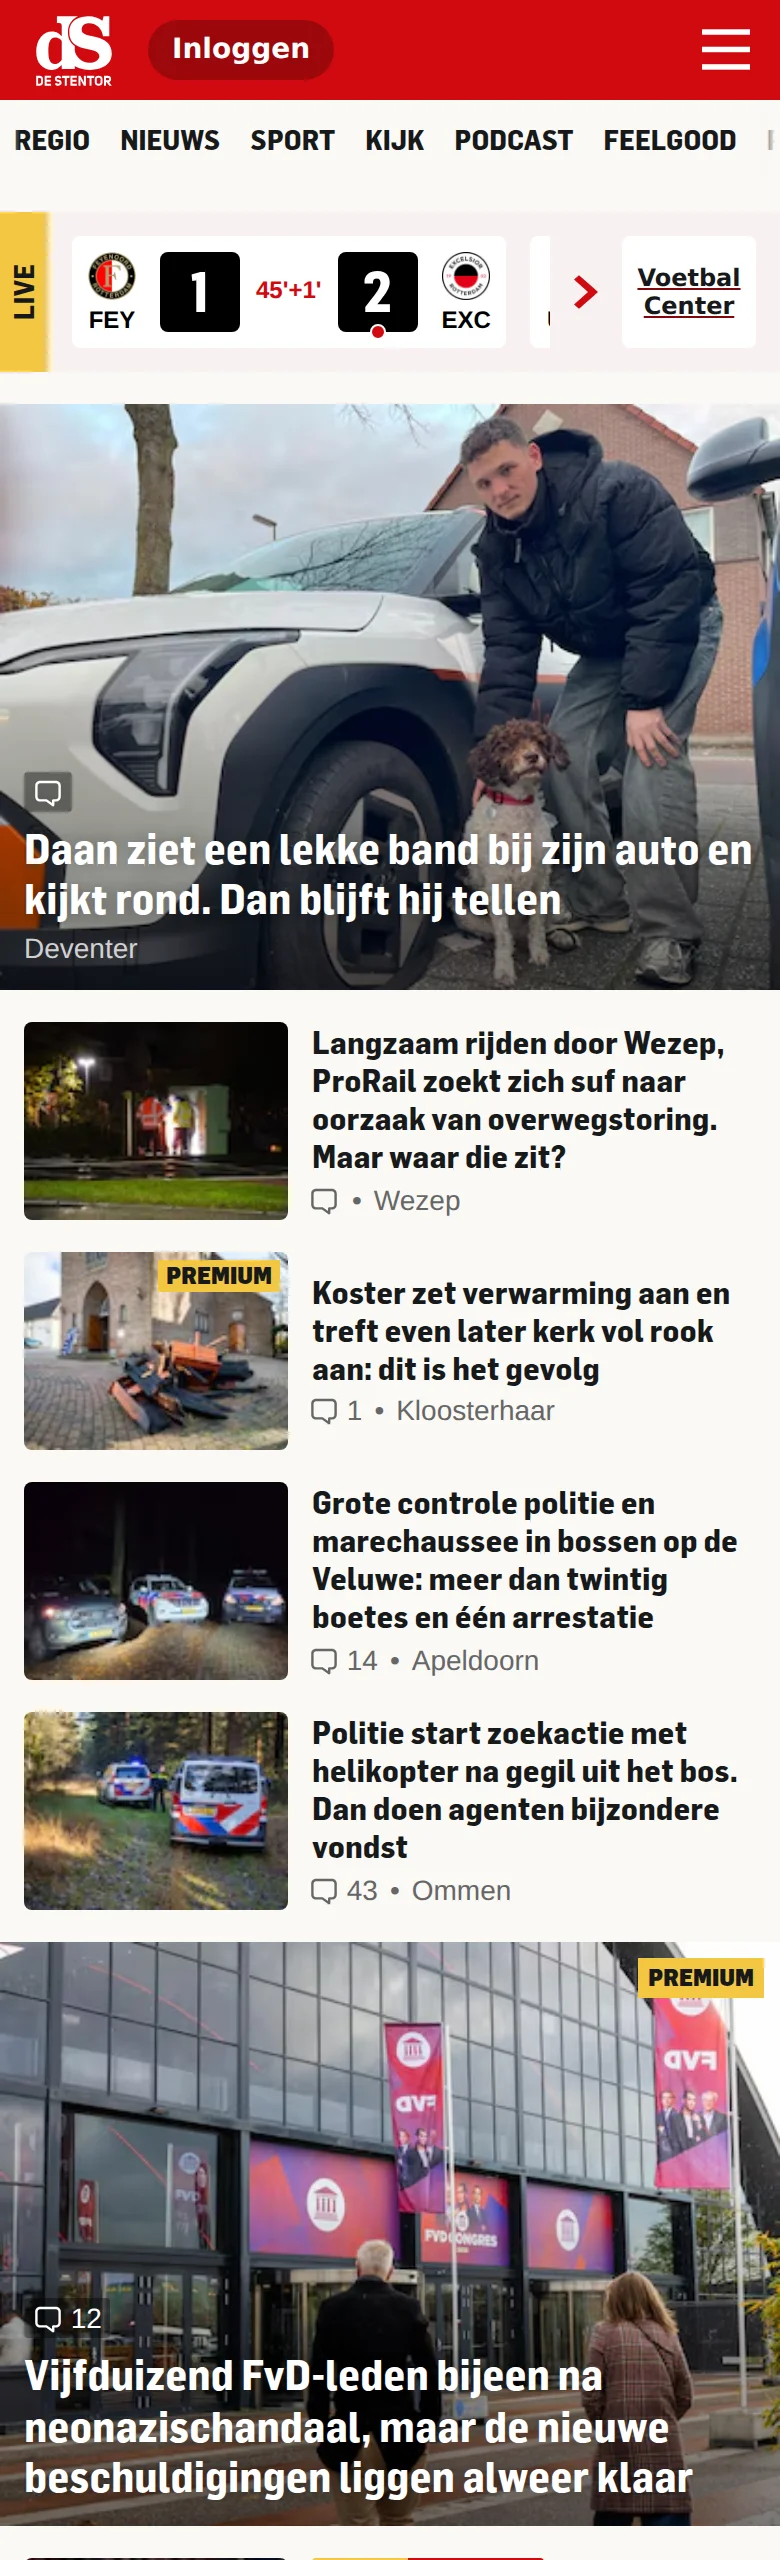 dS
DE STENTOR
Inloggen
REGIO NIEUWS SPORT KIJK PODCAST FEELGOOD
LIVE
FEY
1
45'+1'
2
EXC
Voetbal
Center
Daan ziet een lekke band bij zijn auto en
kijkt rond. Dan blijft hij tellen
Deventer
Langzaam rijden door Wezep,
ProRail zoekt zich suf naar
oorzaak van overwegstoring.
Maar waar die zit?
• Wezep
PREMIUM
Koster zet verwarming aan en
treft even later kerk vol rook
aan: dit is het gevolg
1 • Kloosterhaar
Grote controle politie en
marechaussee in bossen op de
Veluwe: meer dan twintig
boetes en één arrestatie
14 • Apeldoorn
Politie start zoekactie met
helikopter na gegil uit het bos.
Dan doen agenten bijzondere
vondst
43 • Ommen
PREMIUM
FVD
FVD
FVD CONGRES
12
Vijfduizend FvD-leden bijeen na
neonazischandaal, maar de nieuwe
beschuldigingen liggen alweer klaar